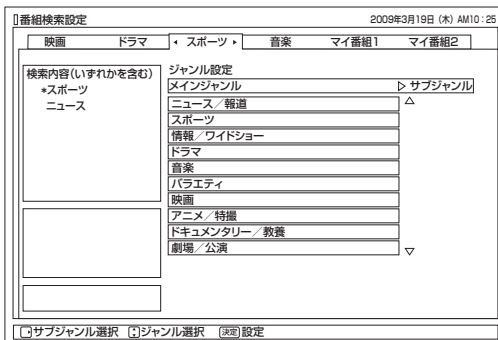 番組検索設定 2009年3月19日（木）AM10：25
映画 ドラマ スポーツ 音楽 マイ番組1 マイ番組2
検索内容（いずれかを含む）
*スポーツ
ニュース
ジャンル設定
メインジャンル ▷ サブジャンル
ニュース／報道
スポーツ
情報／ワイドショー
ドラマ
音楽
バラエティ
映画
アニメ／特撮
ドキュメンタリー／教養
劇場／公演
サブジャンル選択 ジャンル選択 決定 設定